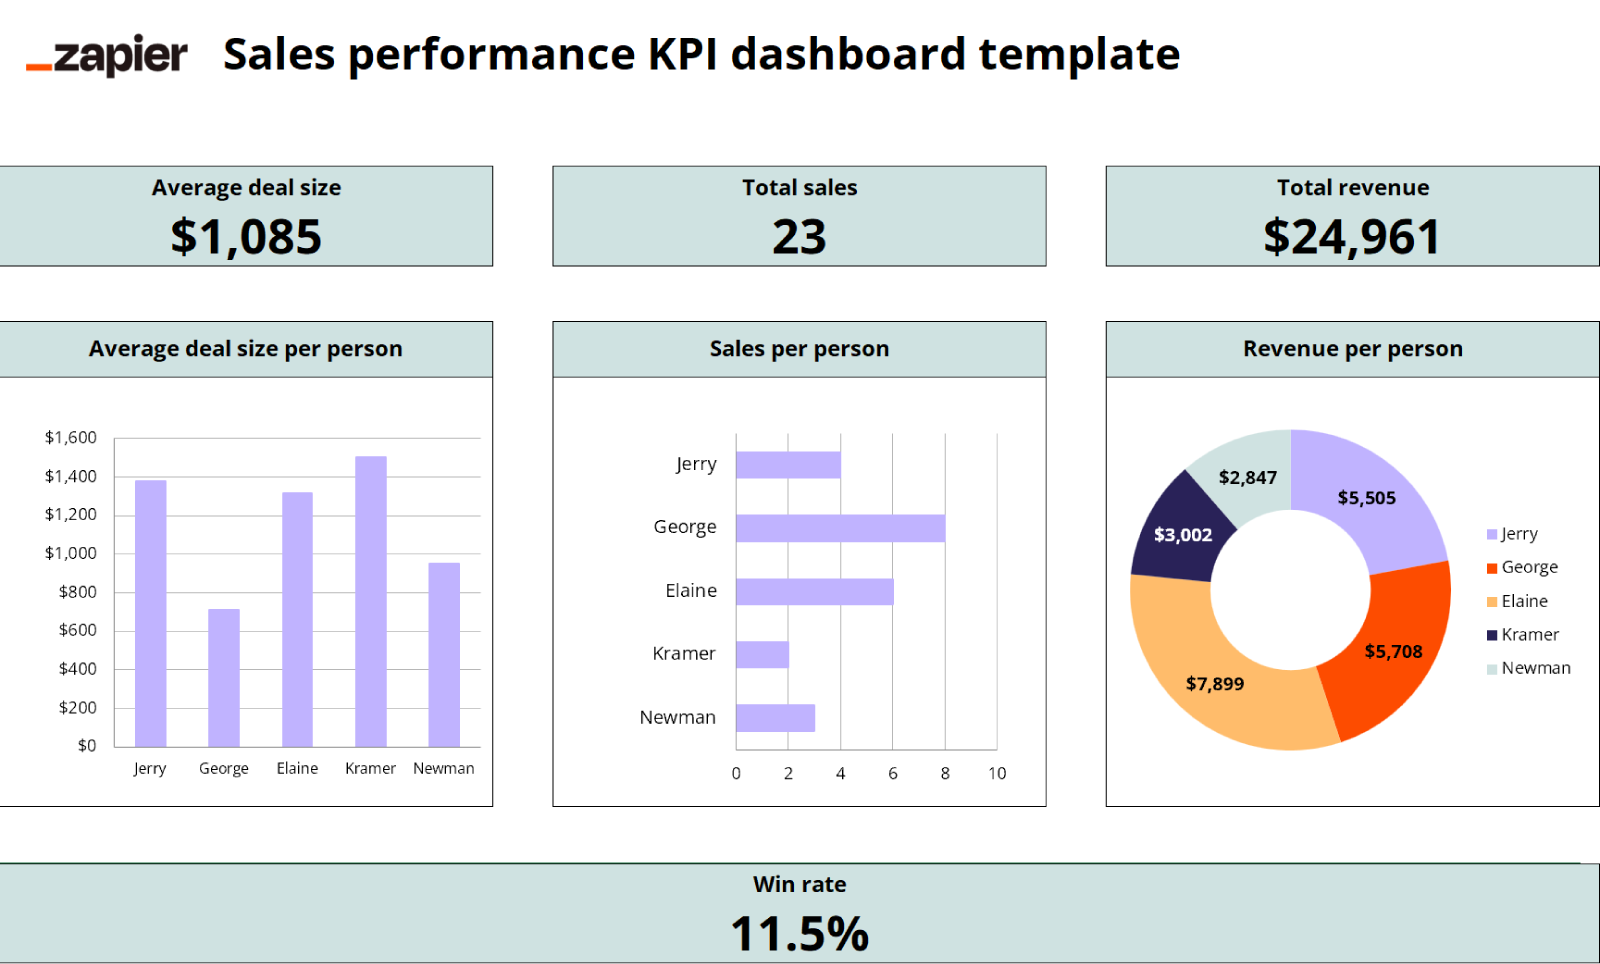 zapier Sales performance KPI dashboard template
Average deal size
$1,085
Total sales
23
Total revenue
$24,961
Average deal size per person
$1,600
$1,400
$1,200
$1,000
$800
$600
$400
$200
$0
Jerry George Elaine Kramer Newman
Sales per person
Jerry
George
Elaine
Kramer
Newman
0 2 4 6 8 10
Revenue per person
$2,847
$5,505
$3,002
$5,708
$7,899
Jerry
George
Elaine
Kramer
Newman
Win rate
11.5%